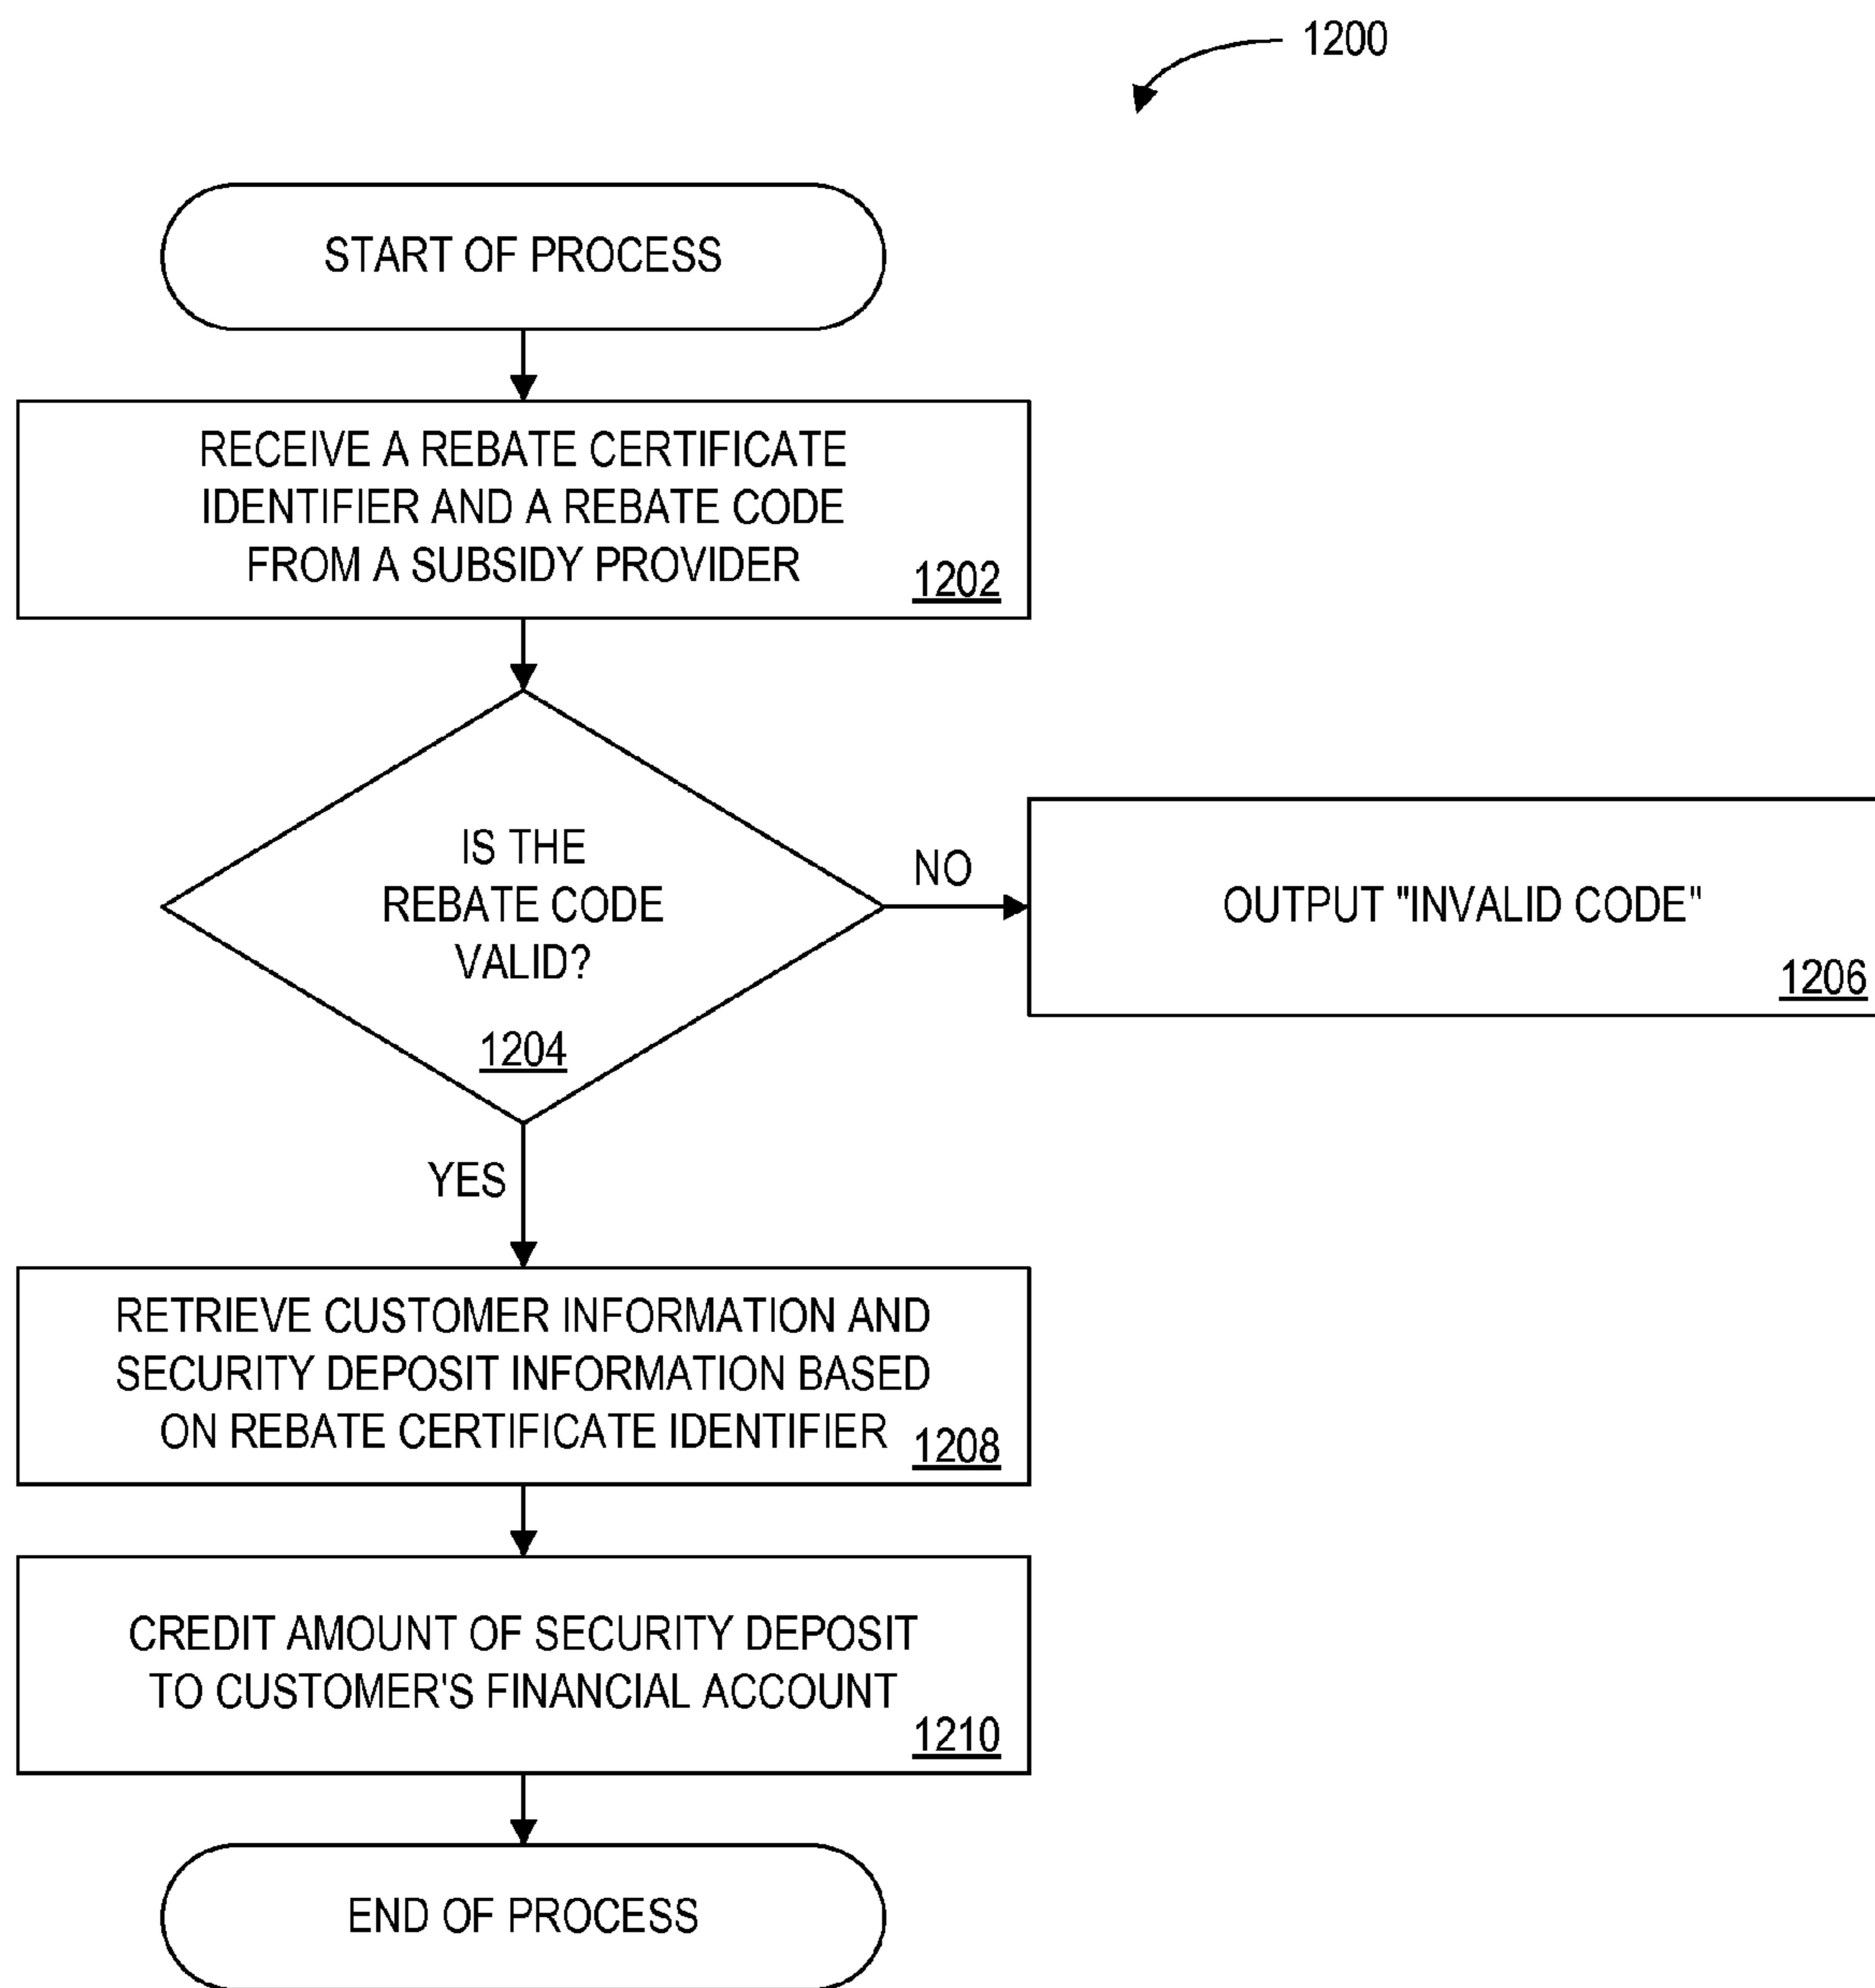 1200
START OF PROCESS
RECEIVE A REBATE CERTIFICATE
IDENTIFIER AND A REBATE CODE
FROM A SUBSIDY PROVIDER
1202
IS THE
REBATE CODE
VALID?
1204
NO
OUTPUT "INVALID CODE"
1206
YES
RETRIEVE CUSTOMER INFORMATION AND
SECURITY DEPOSIT INFORMATION BASED
ON REBATE CERTIFICATE IDENTIFIER
1208
CREDIT AMOUNT OF SECURITY DEPOSIT
TO CUSTOMER'S FINANCIAL ACCOUNT
1210
END OF PROCESS